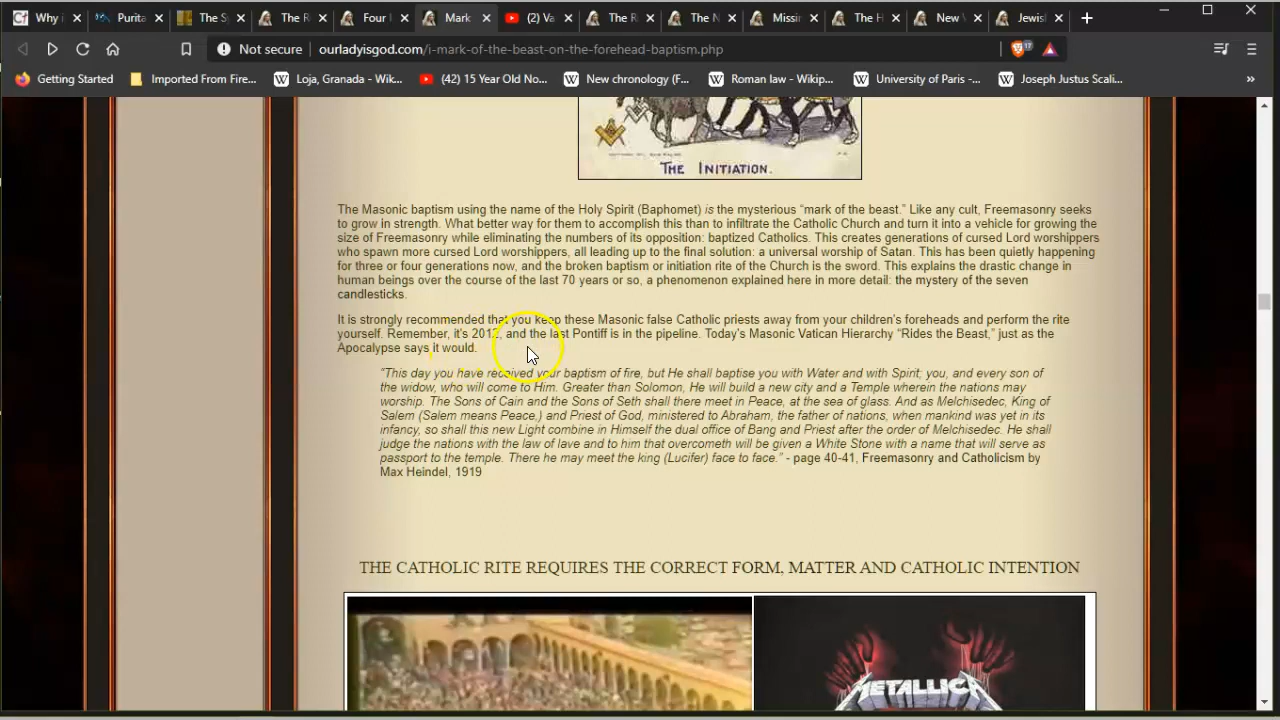 Why i
Purita
The S
The R
Four I
Mark
(2) Va
The R
The N
Missin
The H
New V
Jewis
Not secure
ourladyisgod.com/i-mark-of-the-beast-on-the-forehead-baptism.php
17
Getting Started
Imported From Fire...
Loja, Granada - Wik...
(42) 15 Year Old No...
New chronology (F...
Roman law - Wikip...
University of Paris -...
Joseph Justus Scali...
»
THE INITIATION.
The Masonic baptism using the name of the Holy Spirit (Baphomet) is the mysterious “mark of the beast.” Like any cult, Freemasonry seeks
to grow in strength. What better way for them to accomplish this than to infiltrate the Catholic Church and turn it into a vehicle for growing the
size of Freemasonry while eliminating the numbers of its opposition: baptized Catholics. This creates generations of cursed Lord worshippers
who spawn more cursed Lord worshippers, all leading up to the final solution: a universal worship of Satan. This has been quietly happening
for three or four generations now, and the broken baptism or initiation rite of the Church is the sword. This explains the drastic change in
human beings over the course of the last 70 years or so, a phenomenon explained here in more detail: the mystery of the seven
candlesticks.
It is strongly recommended that you keep these Masonic false Catholic priests away from your children's foreheads and perform the rite
yourself. Remember, it's 2012, and the last Pontiff is in the pipeline. Today's Masonic Vatican Hierarchy “Rides the Beast,” just as the
Apocalypse says it would.
“This day you have received your baptism of fire, but He shall baptise you with Water and with Spirit; you, and every son of
the widow, who will come to Him. Greater than Solomon, He will build a new city and a Temple wherein the nations may
worship. The Sons of Cain and the Sons of Seth shall there meet in Peace, at the sea of glass. And as Melchisedec, King of
Salem (Salem means Peace,) and Priest of God, ministered to Abraham, the father of nations, when mankind was yet in its
infancy, so shall this new Light combine in Himself the dual office of Bang and Priest after the order of Melchisedec. He shall
judge the nations with the law of lave and to him that overcometh will be given a White Stone with a name that will serve as
passport to the temple. There he may meet the king (Lucifer) face to face.” - page 40-41, Freemasonry and Catholicism by
Max Heindel, 1919
THE CATHOLIC RITE REQUIRES THE CORRECT FORM, MATTER AND CATHOLIC INTENTION
METALLICA